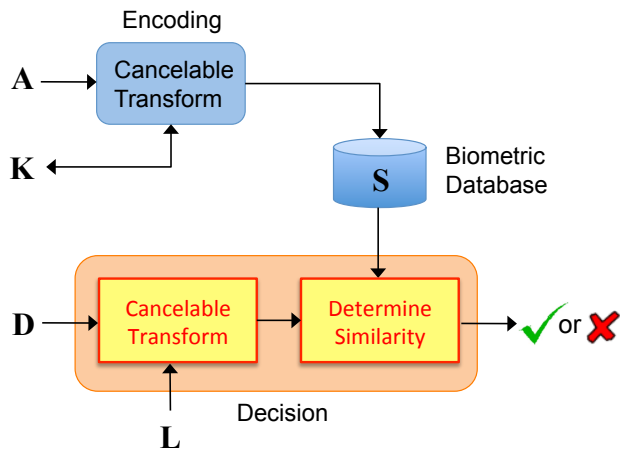 Encoding
A
Cancelable
Transform
K
S
Biometric
Database
D
Cancelable
Transform
Determine
Similarity
or
Decision
L